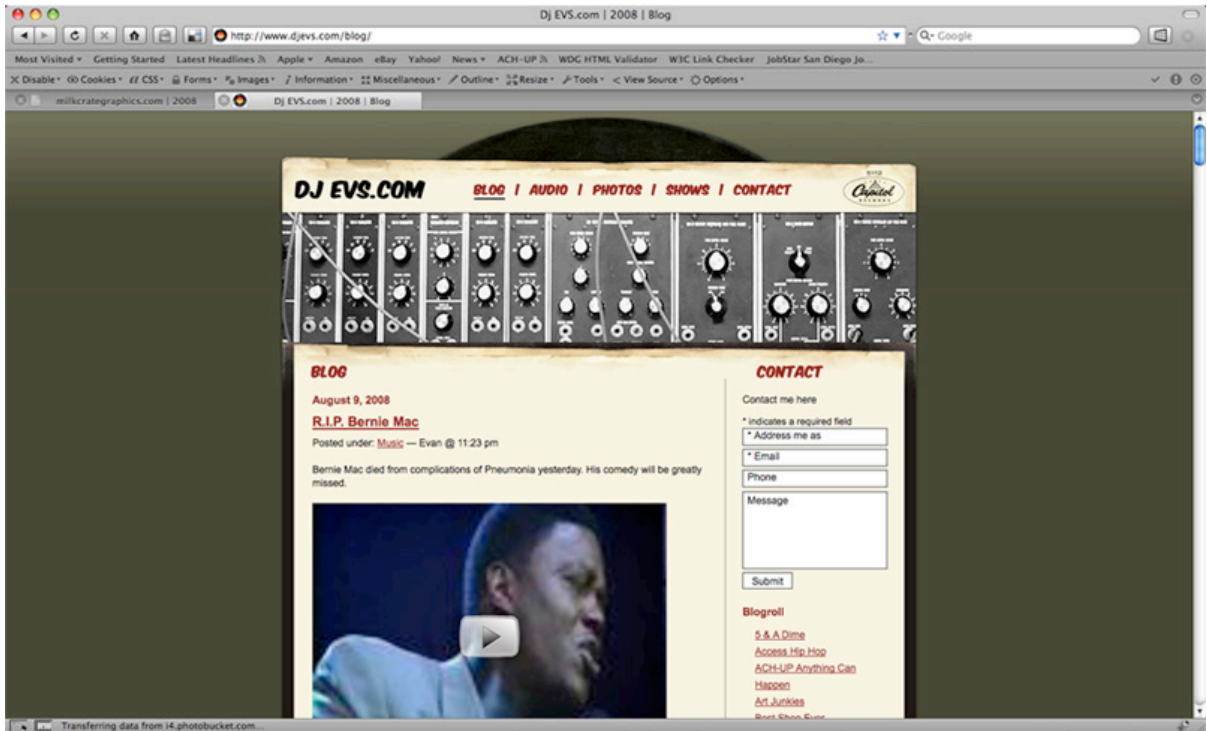 Dj EVS.com | 2008 | Blog
http://www.djevs.com/blog/
Google
Most Visited Getting Started Latest Headlines Apple Amazon eBay Yahoo! News ACH-UP WDG HTML Validator W3C Link Checker JobStar San Diego Jo...
Disable Cookies CSS Forms Images Information Miscellaneous Outline Resize Tools View Source Options
milkcrategraphics.com | 2008 Dj EVS.com | 2008 | Blog
DJ EVS.COM
BLOG | AUDIO | PHOTOS | SHOWS | CONTACT
Capitol
RECORDS
BLOG
August 9, 2008
R.I.P. Bernie Mac
Posted under: Music — Evan @ 11:23 pm
Bernie Mac died from complications of Pneumonia yesterday. His comedy will be greatly
missed.
CONTACT
Contact me here
* indicates a required field
* Address me as
* Email
Phone
Message
Submit
Blogroll
5 & A Dime
Access Hip Hop
ACH-UP Anything Can
Happen
Art Junkies
Best Shop Ever
Transferring data from i4.photobucket.com...